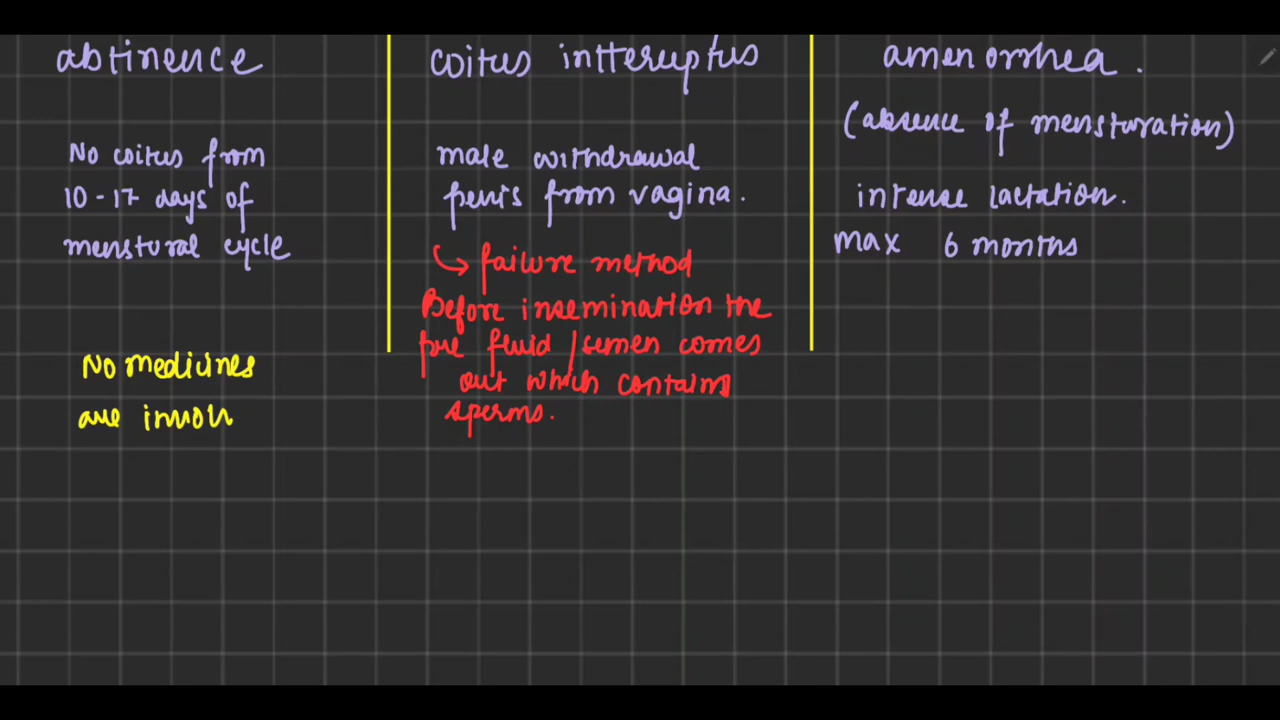 abtinence
No coitus from
10-17 days of
menstural cycle
No medicines
are involv
coitus intteruptus
male withdrawal
penis from vagina.
failure method
Before insemination the
pre fluid / semen comes
out which contains
sperms.
amenorrhea.
(absence of mensturation)
intense lactation.
max 6 months